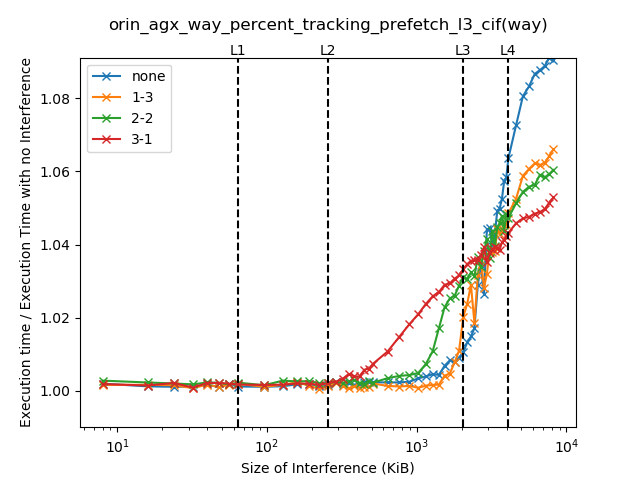 orin_agx_way_percent_tracking_prefetch_l3_cif(way)
L1 L2 L3 L4
none
1-3
2-2
3-1
1.08
1.06
1.04
1.02
1.00
Execution time / Execution Time with no Interference
10¹ 10² 10³ 10⁴
Size of Interference (KiB)